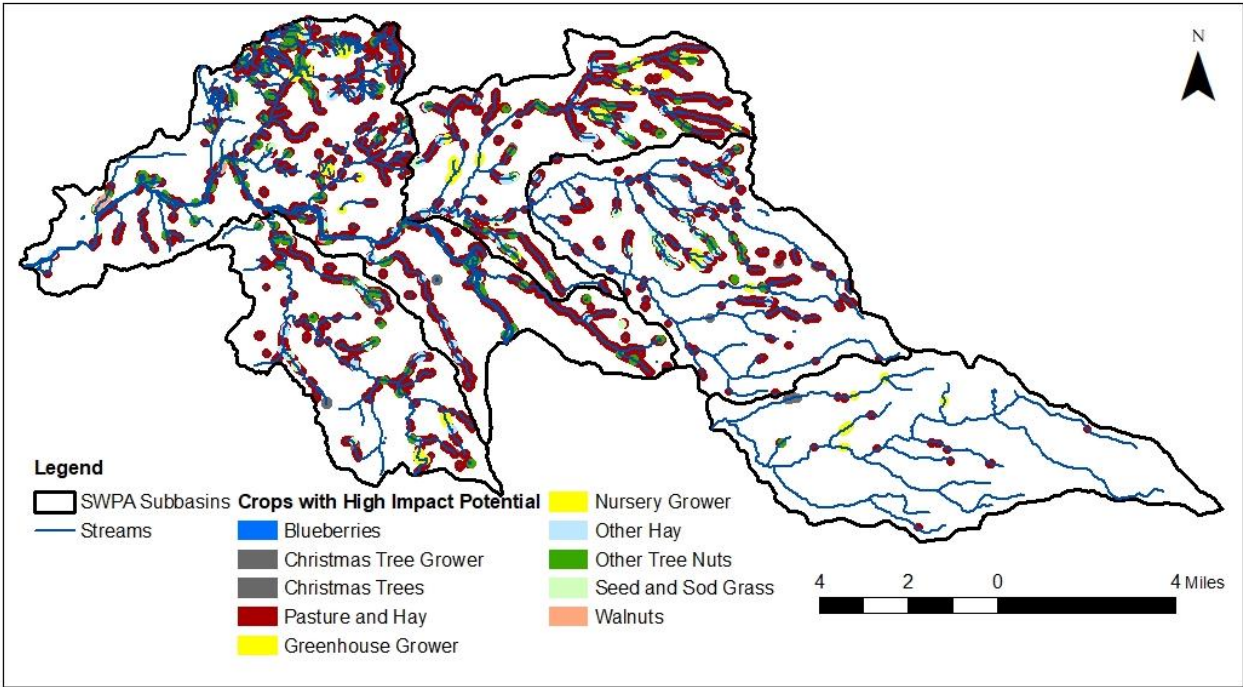 N
Legend
SWPA Subbasins
Streams
Crops with High Impact Potential
Blueberries
Christmas Tree Grower
Christmas Trees
Pasture and Hay
Greenhouse Grower
Nursery Grower
Other Hay
Other Tree Nuts
Seed and Sod Grass
Walnuts
4 2 0 4 Miles